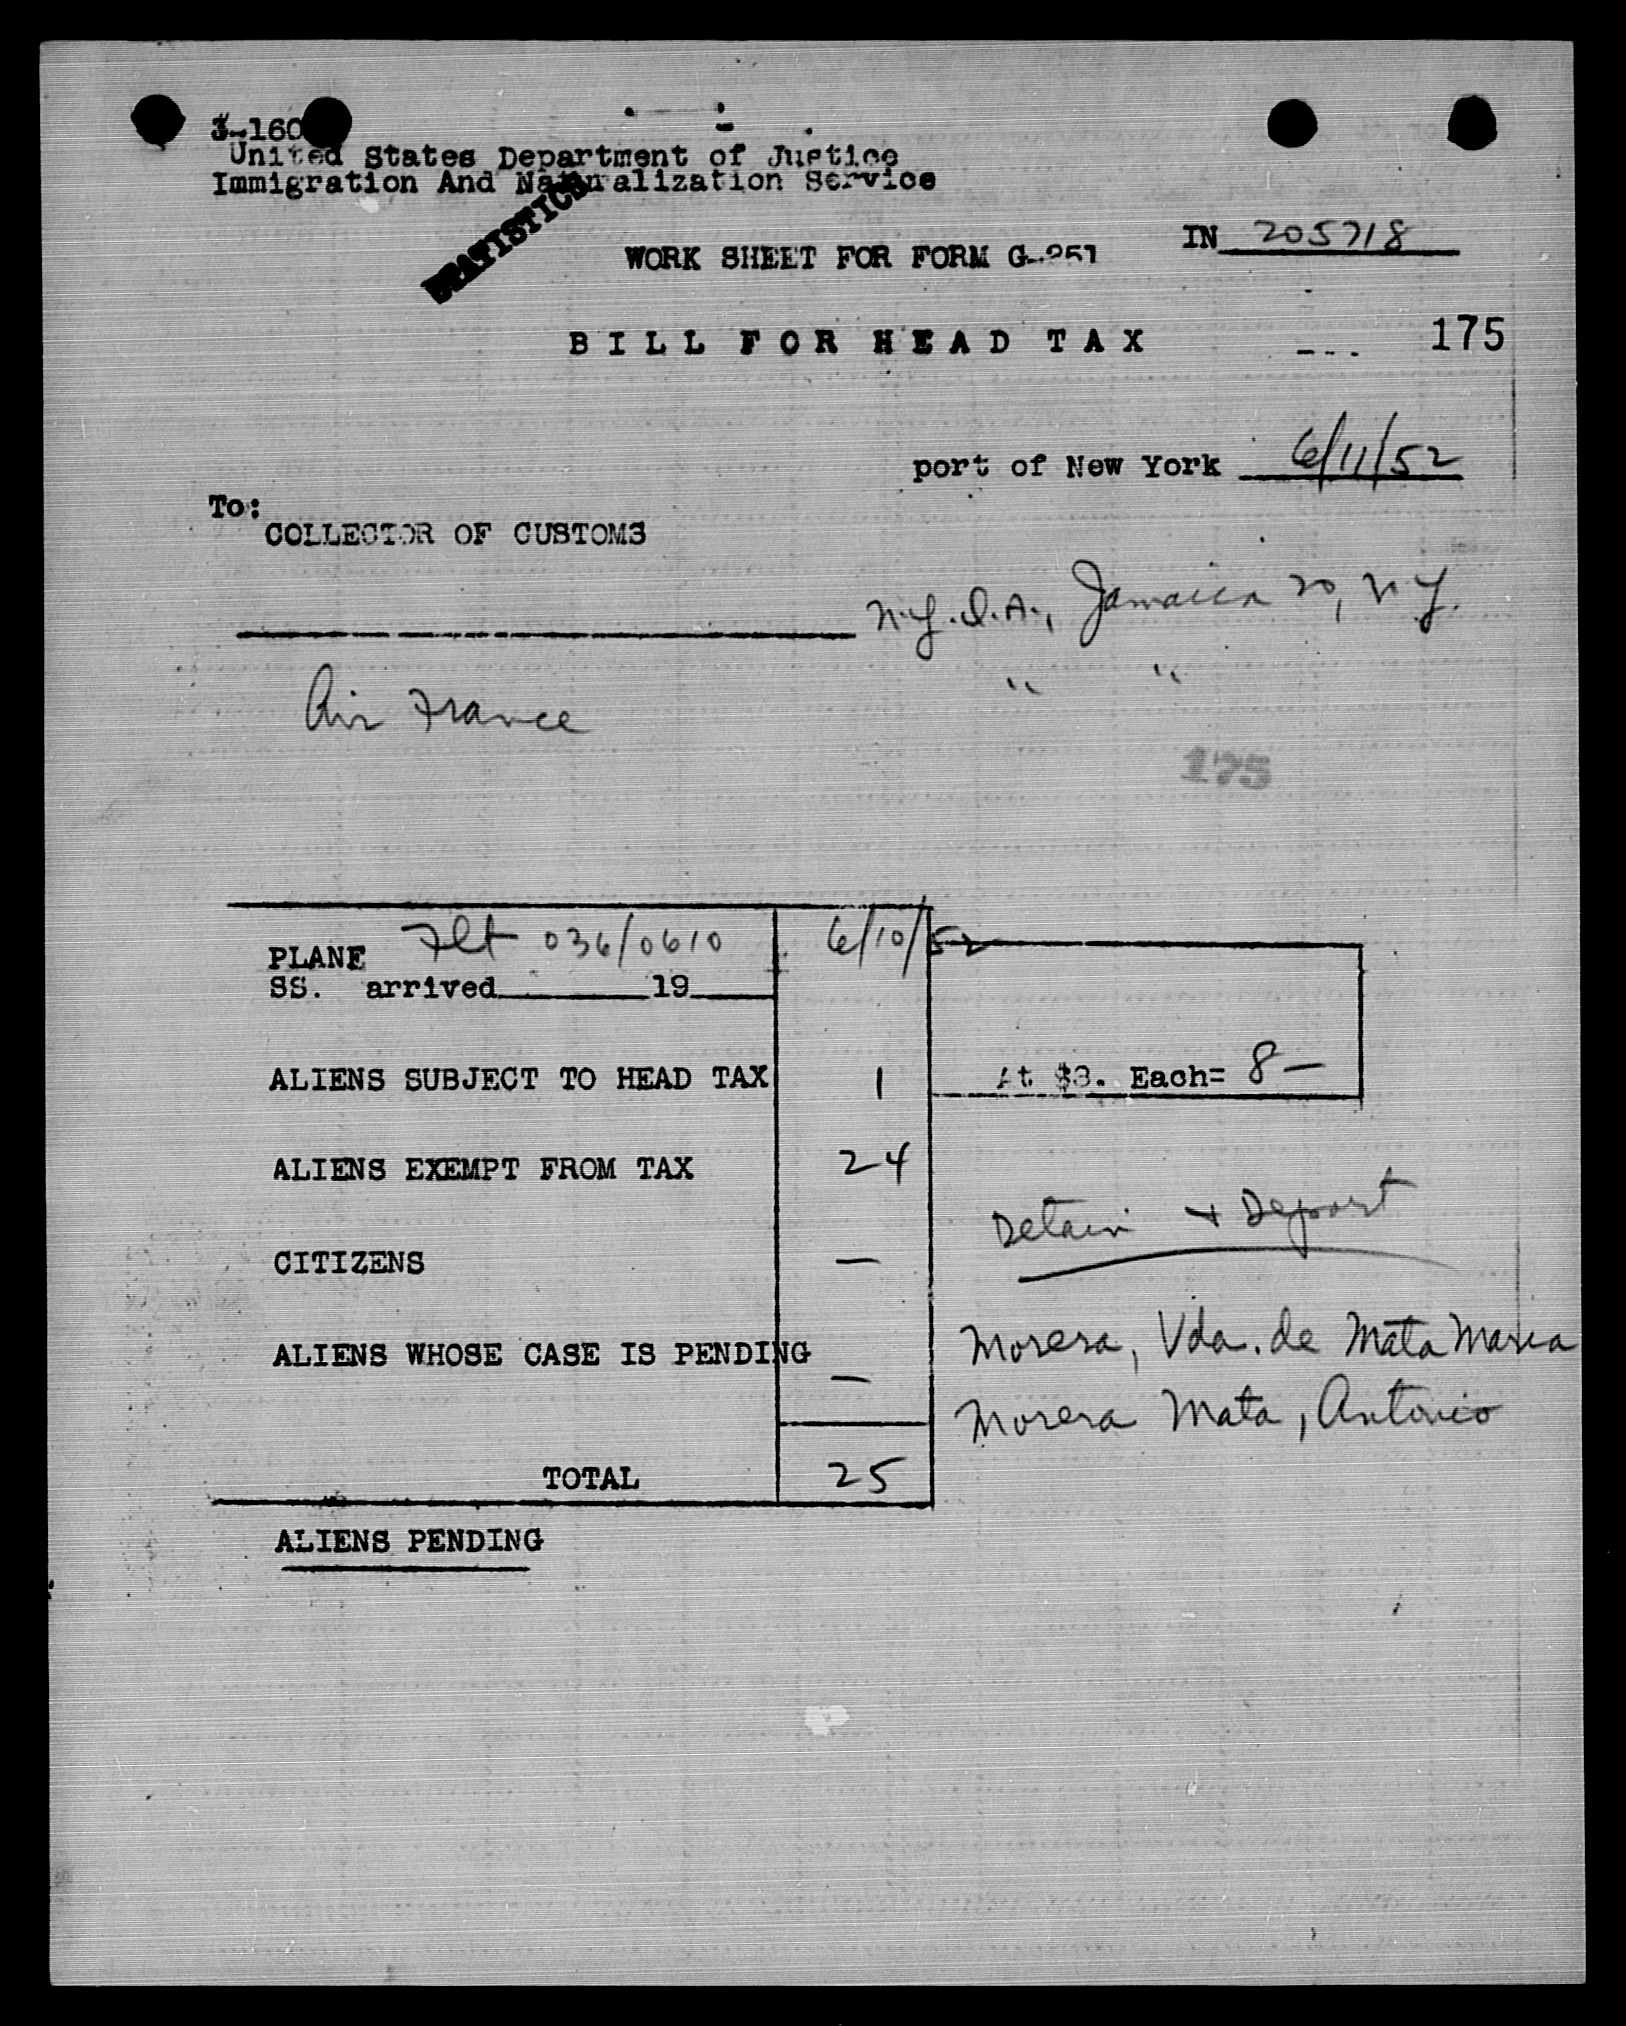 3-160
United States Department of Justice
Immigration And Naturalization Service
STATISTICS
WORK SHEET FOR FORM G-251
IN 205718
BILL FOR HEAD TAX
175
port of New York 6/11/52
To:
COLLECTOR OF CUSTOMS
N.Y.I.A., Jamaica 20, N.Y.
Air France " "
175
PLANE Flt 036/0610 6/10/52
SS. arrived 19
ALIENS SUBJECT TO HEAD TAX 1 At $8. Each= 8 —
ALIENS EXEMPT FROM TAX 24
Detain + Deport
CITIZENS —
Morera, Vda. de Mata Maria
ALIENS WHOSE CASE IS PENDING —
Morera Mata, Antonio
TOTAL 25
ALIENS PENDING